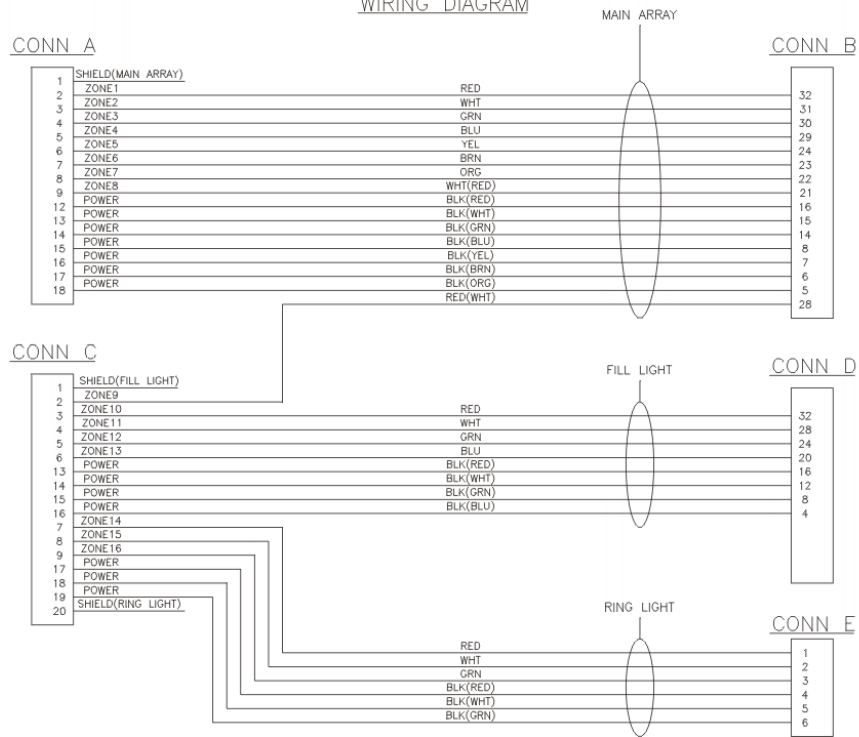 WIRING DIAGRAM
MAIN ARRAY
CONN A
CONN B
1 SHIELD(MAIN ARRAY)
2 ZONE1 RED 32
3 ZONE2 WHT 31
4 ZONE3 GRN 30
5 ZONE4 BLU 29
6 ZONE5 YEL 24
7 ZONE6 BRN 23
8 ZONE7 ORG 22
9 ZONE8 WHT(RED) 21
12 POWER BLK(RED) 16
13 POWER BLK(WHT) 15
14 POWER BLK(GRN) 14
15 POWER BLK(BLU) 8
16 POWER BLK(YEL) 7
17 POWER BLK(BRN) 6
18 POWER BLK(ORG) 5
RED(WHT) 28
CONN C
FILL LIGHT
CONN D
1 SHIELD(FILL LIGHT)
2 ZONE9
3 ZONE10 RED 32
4 ZONE11 WHT 28
5 ZONE12 GRN 24
6 ZONE13 BLU 20
13 POWER BLK(RED) 16
14 POWER BLK(WHT) 12
15 POWER BLK(GRN) 8
16 POWER BLK(BLU) 4
7 ZONE14
8 ZONE15
9 ZONE16
17 POWER
18 POWER
19 POWER
20 SHIELD(RING LIGHT)
RING LIGHT
CONN E
RED 1
WHT 2
GRN 3
BLK(RED) 4
BLK(WHT) 5
BLK(GRN) 6